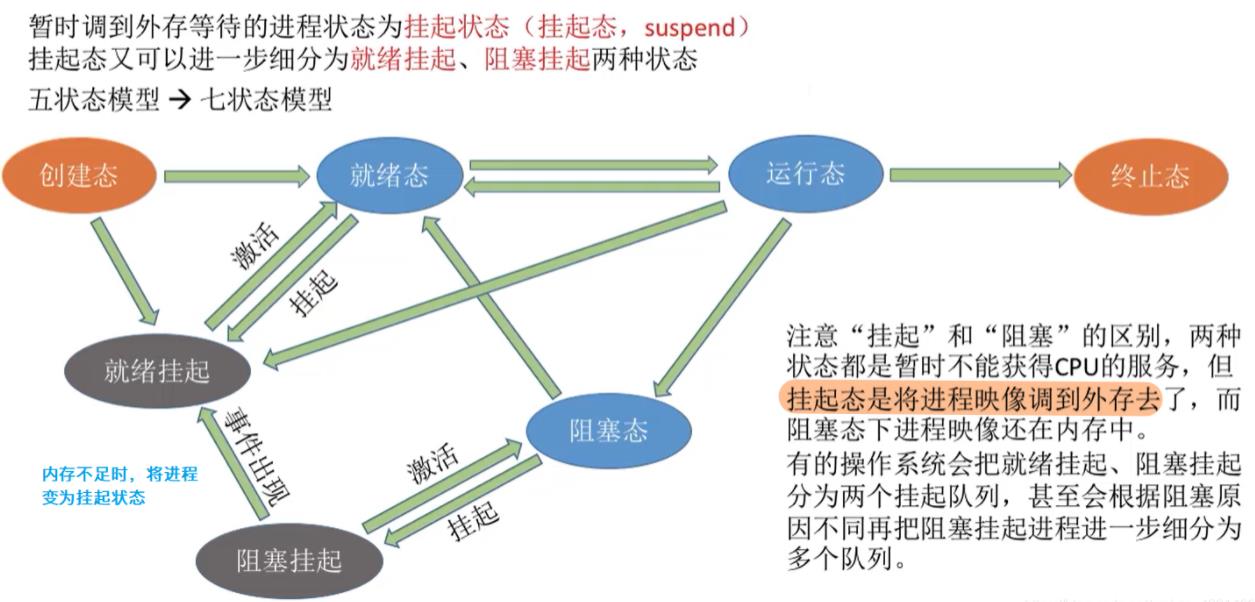 暂时调到外存等待的进程状态为挂起状态（挂起态，suspend）
挂起态又可以进一步细分为就绪挂起、阻塞挂起两种状态
五状态模型 → 七状态模型
创建态
就绪态
运行态
终止态
激活
挂起
就绪挂起
事件出现
阻塞态
激活
挂起
阻塞挂起
内存不足时，将进程
变为挂起状态
注意“挂起”和“阻塞”的区别，两种
状态都是暂时不能获得CPU的服务，但
挂起态是将进程映像调到外存去了，而
阻塞态下进程映像还在内存中。
有的操作系统会把就绪挂起、阻塞挂起
分为两个挂起队列，甚至会根据阻塞原
因不同再把阻塞挂起进程进一步细分为
多个队列。